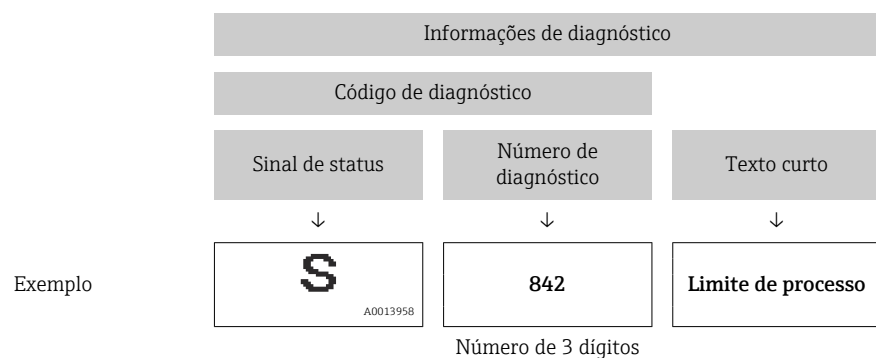 Informações de diagnóstico
Código de diagnóstico
Sinal de status
Número de
diagnóstico
Texto curto
↓ ↓ ↓
Exemplo
S
A0013958
842
Limite de processo
Número de 3 dígitos